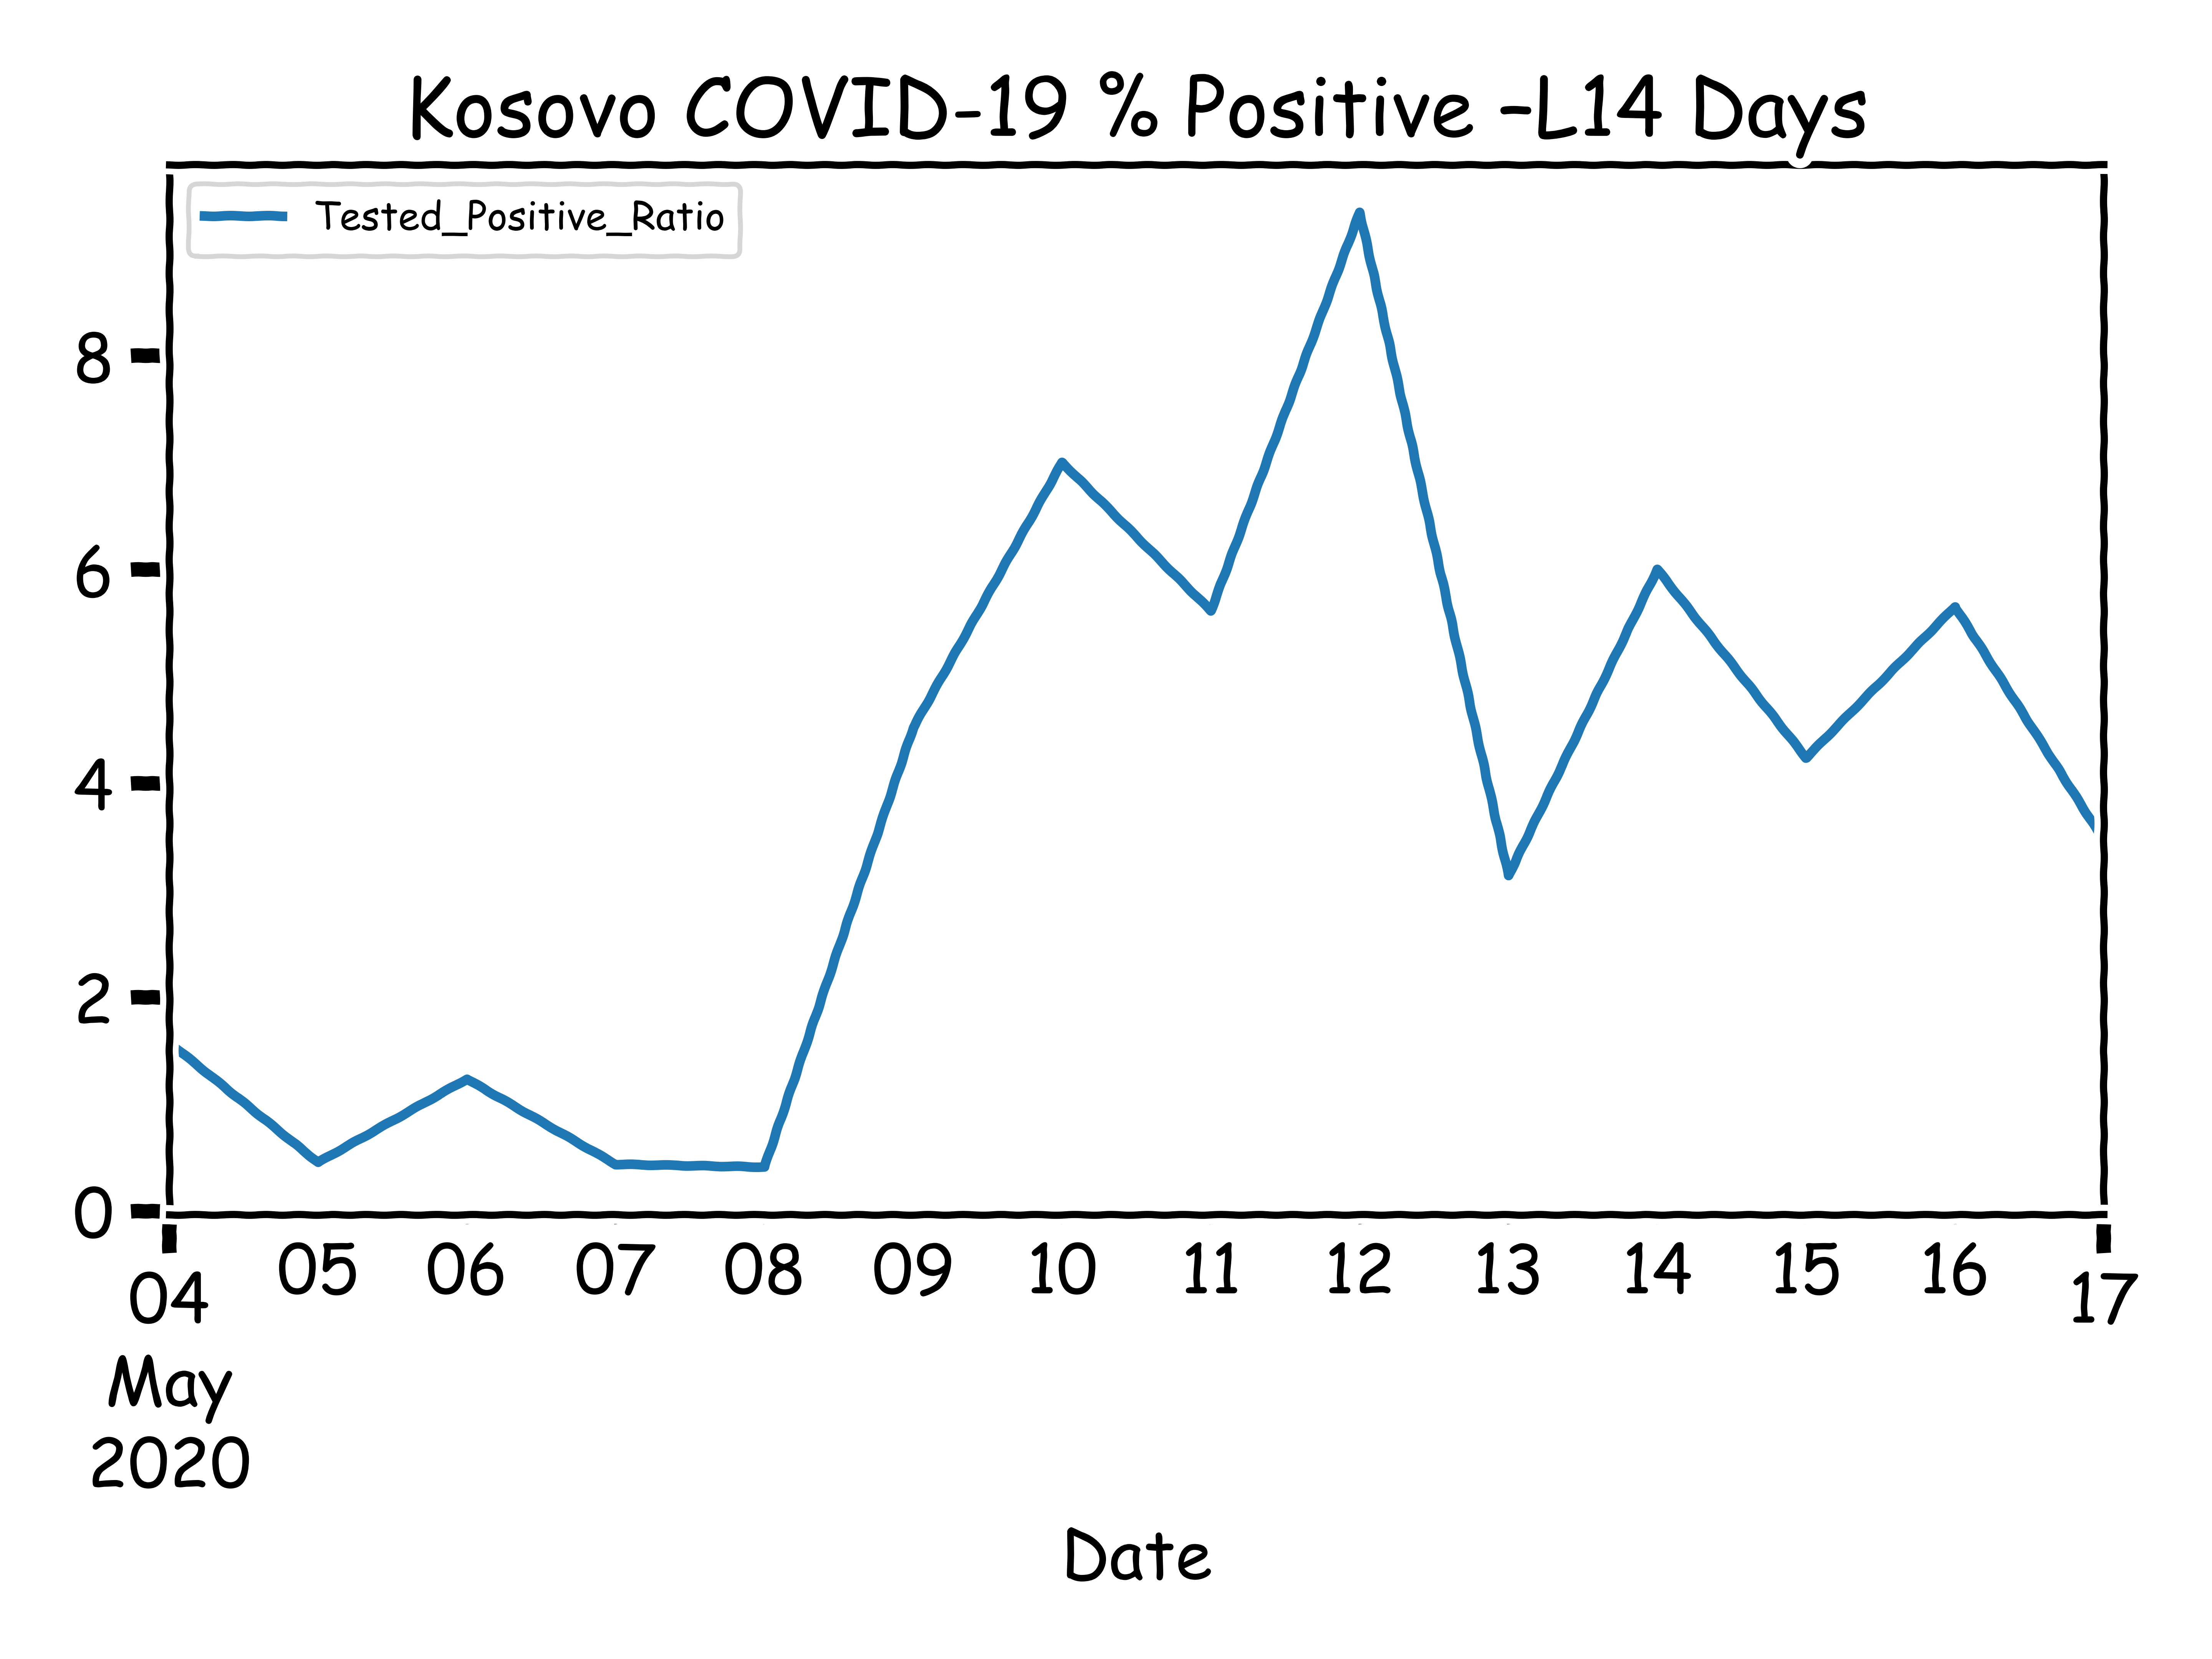 Kosovo COVID-19 % Positive -L14 Days
Tested_Positive_Ratio
8
6
4
2
0
04 05 06 07 08 09 10 11 12 13 14 15 16 17
May
2020
Date